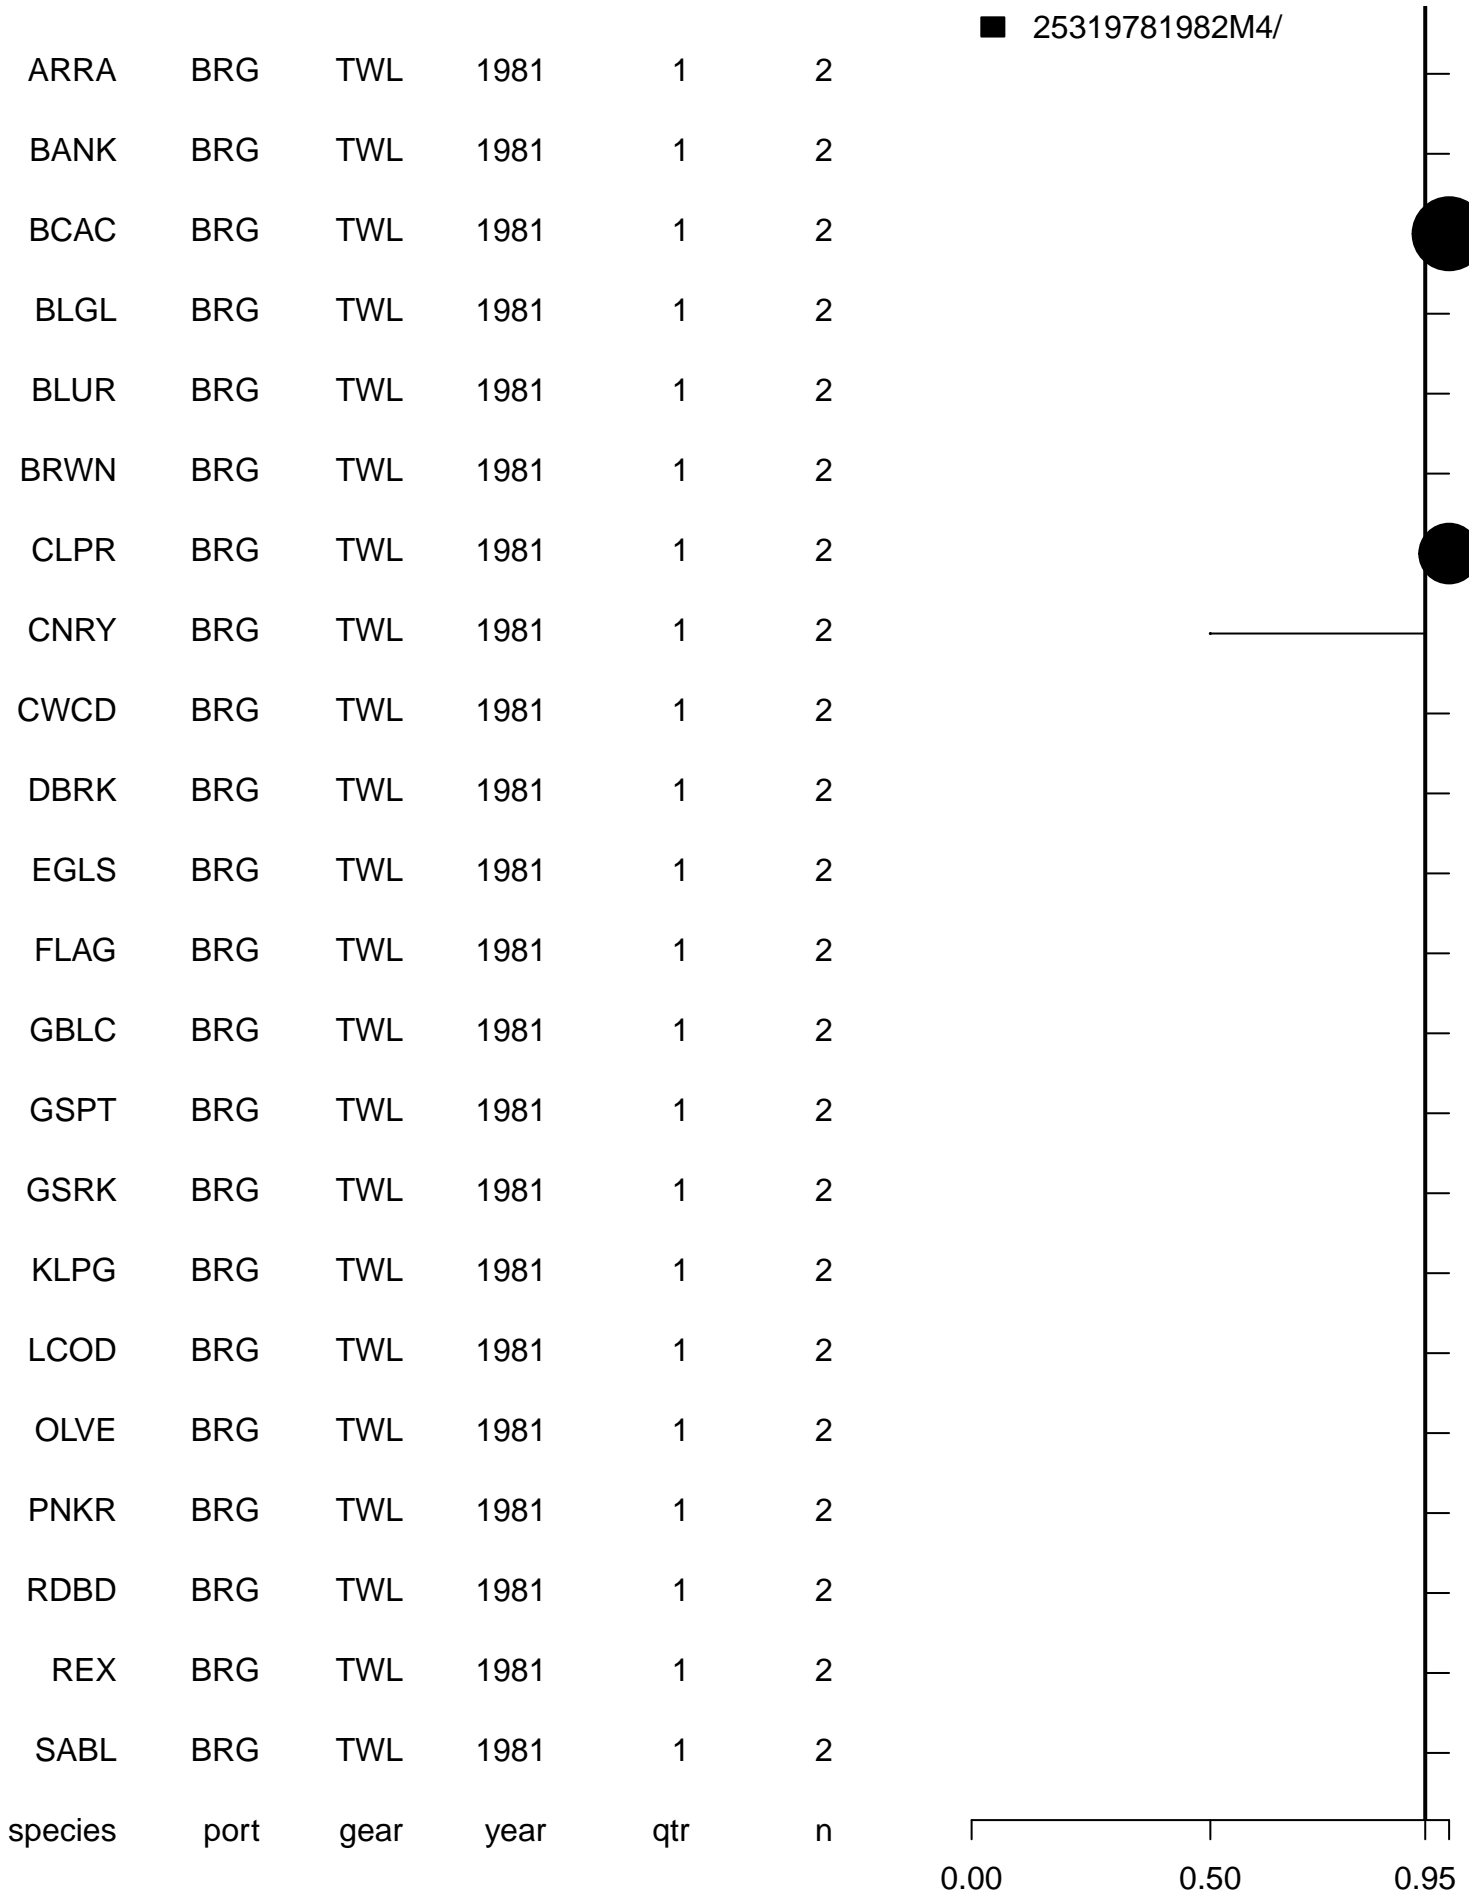 25319781982M4/
ARRA BRG TWL 1981 1 2
BANK BRG TWL 1981 1 2
BCAC BRG TWL 1981 1 2
BLGL BRG TWL 1981 1 2
BLUR BRG TWL 1981 1 2
BRWN BRG TWL 1981 1 2
CLPR BRG TWL 1981 1 2
CNRY BRG TWL 1981 1 2
CWCD BRG TWL 1981 1 2
DBRK BRG TWL 1981 1 2
EGLS BRG TWL 1981 1 2
FLAG BRG TWL 1981 1 2
GBLC BRG TWL 1981 1 2
GSPT BRG TWL 1981 1 2
GSRK BRG TWL 1981 1 2
KLPG BRG TWL 1981 1 2
LCOD BRG TWL 1981 1 2
OLVE BRG TWL 1981 1 2
PNKR BRG TWL 1981 1 2
RDBD BRG TWL 1981 1 2
REX BRG TWL 1981 1 2
SABL BRG TWL 1981 1 2
species port gear year qtr n
0.00 0.50 0.95